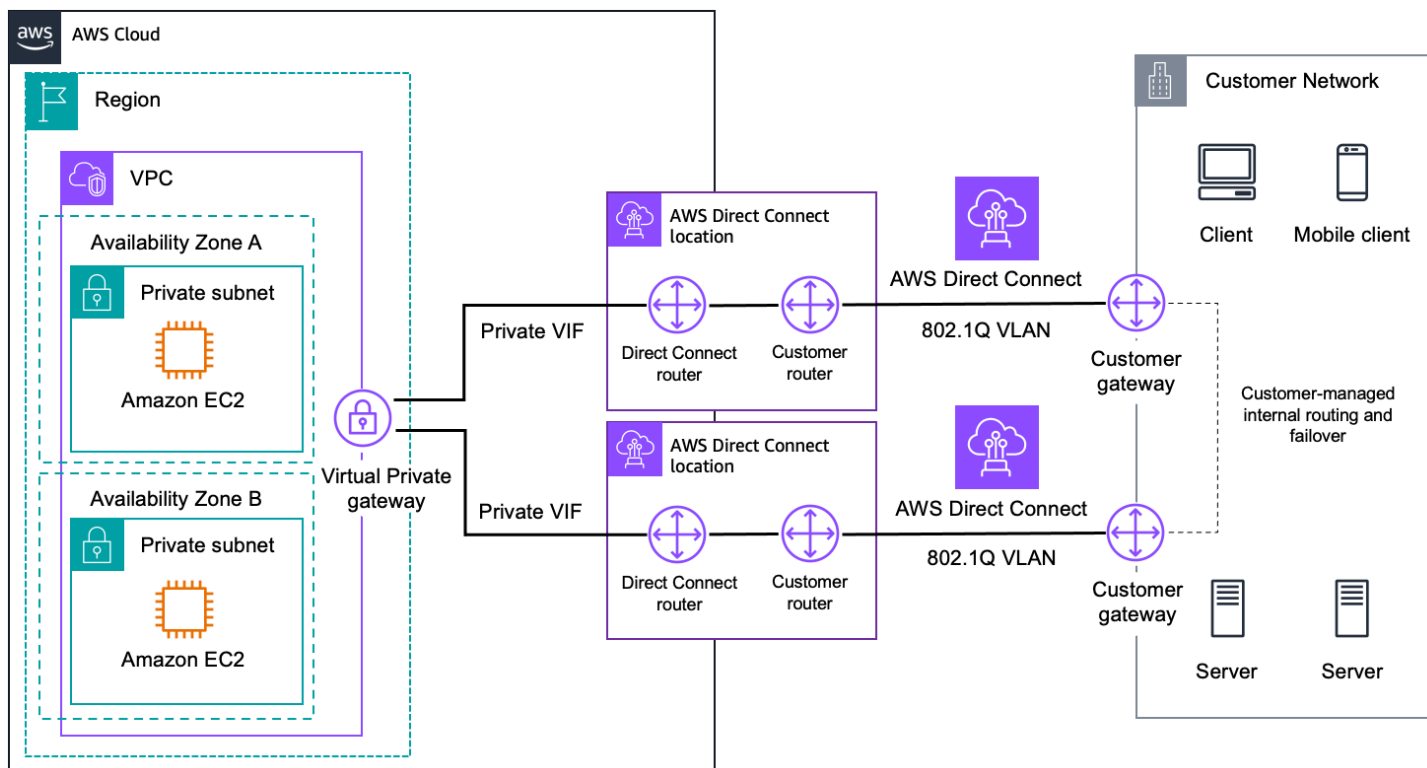 aws
AWS Cloud
Region
VPC
Availability Zone A
Private subnet
Amazon EC2
Availability Zone B
Private subnet
Amazon EC2
Virtual Private
gateway
Private VIF
Private VIF
AWS Direct Connect
location
Direct Connect
router
Customer
router
AWS Direct Connect
location
Direct Connect
router
Customer
router
AWS Direct Connect
802.1Q VLAN
AWS Direct Connect
802.1Q VLAN
Customer Network
Client
Mobile client
Customer
gateway
Customer-managed
internal routing and
failover
Customer
gateway
Server
Server